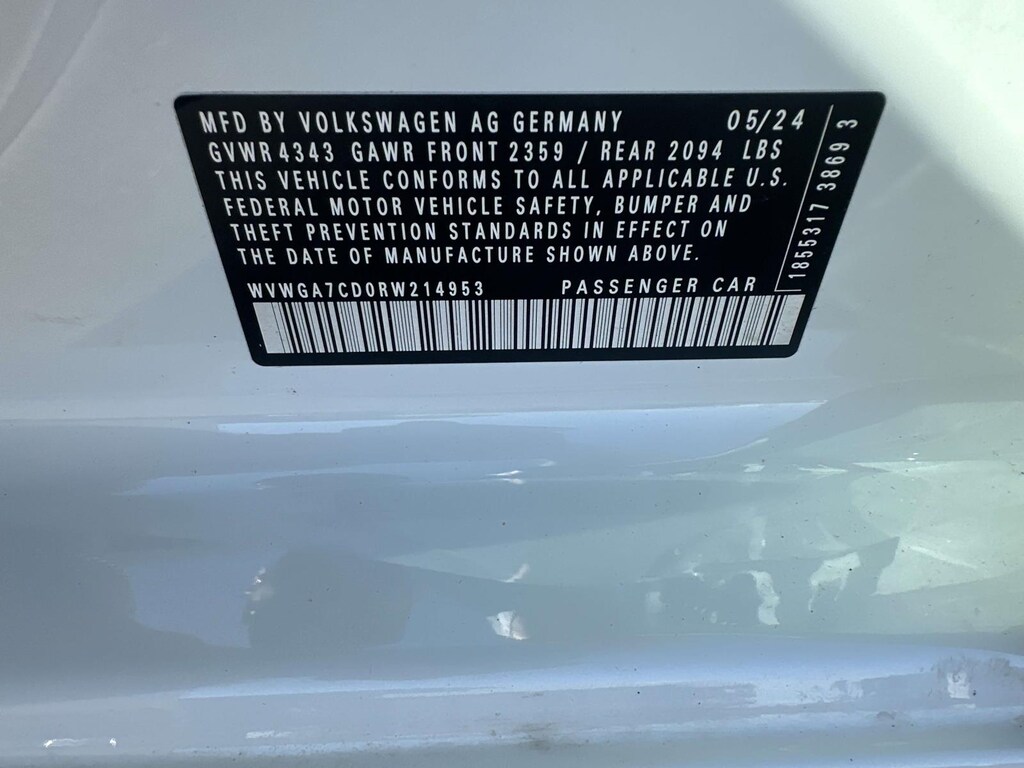 MFD BY VOLKSWAGEN AG GERMANY 05/24
GVWR 4343 GAWR FRONT 2359 / REAR 2094 LBS
THIS VEHICLE CONFORMS TO ALL APPLICABLE U.S.
FEDERAL MOTOR VEHICLE SAFETY, BUMPER AND
THEFT PREVENTION STANDARDS IN EFFECT ON
THE DATE OF MANUFACTURE SHOWN ABOVE.
WVWGA7CD0RW214953 PASSENGER CAR
1855317 3869 3